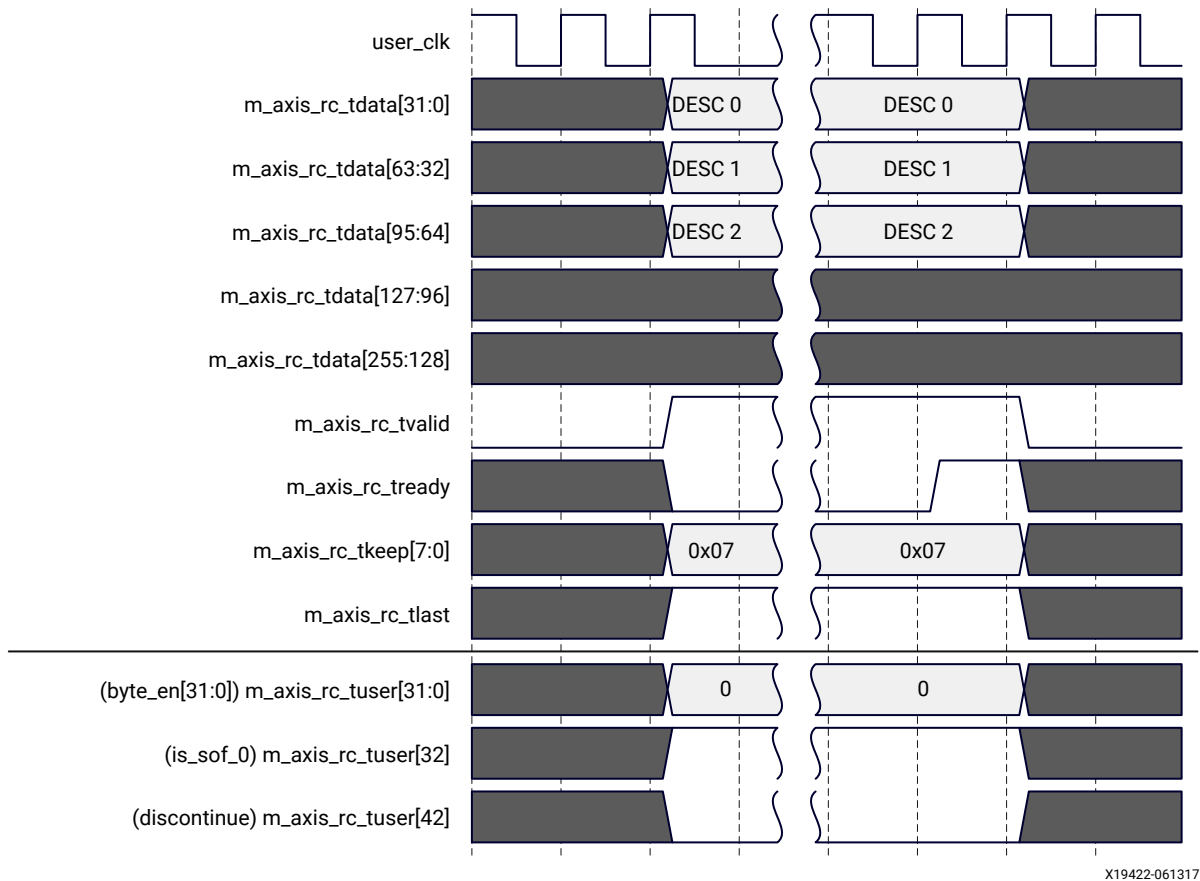 user_clk
m_axis_rc_tdata[31:0] DESC 0 DESC 0
m_axis_rc_tdata[63:32] DESC 1 DESC 1
m_axis_rc_tdata[95:64] DESC 2 DESC 2
m_axis_rc_tdata[127:96]
m_axis_rc_tdata[255:128]
m_axis_rc_tvalid
m_axis_rc_tready
m_axis_rc_tkeep[7:0] 0x07 0x07
m_axis_rc_tlast
(byte_en[31:0]) m_axis_rc_tuser[31:0] 0 0
(is_sof_0) m_axis_rc_tuser[32]
(discontinue) m_axis_rc_tuser[42]
X19422-061317